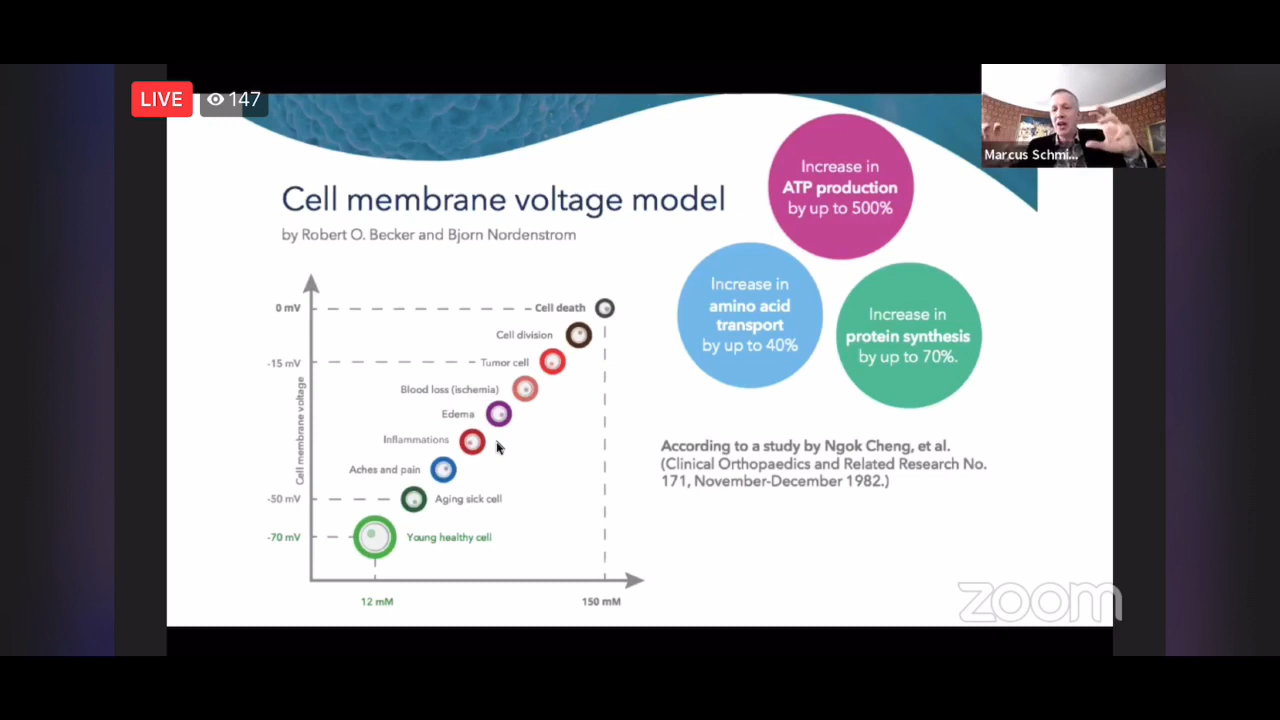 LIVE
147
Marcus Schmi...
Cell membrane voltage model
by Robert O. Becker and Bjorn Nordenstrom
Increase in
ATP production
by up to 500%
Increase in
amino acid
transport
by up to 40%
Increase in
protein synthesis
by up to 70%.
0 mV
Cell death
Cell division
-15 mV
Tumor cell
Blood loss (ischemia)
Edema
Inflammations
Aches and pain
-50 mV
Aging sick cell
-70 mV
Young healthy cell
Cell membrane voltage
12 mM
150 mM
According to a study by Ngok Cheng, et al.
(Clinical Orthopaedics and Related Research No.
171, November-December 1982.)
zoom